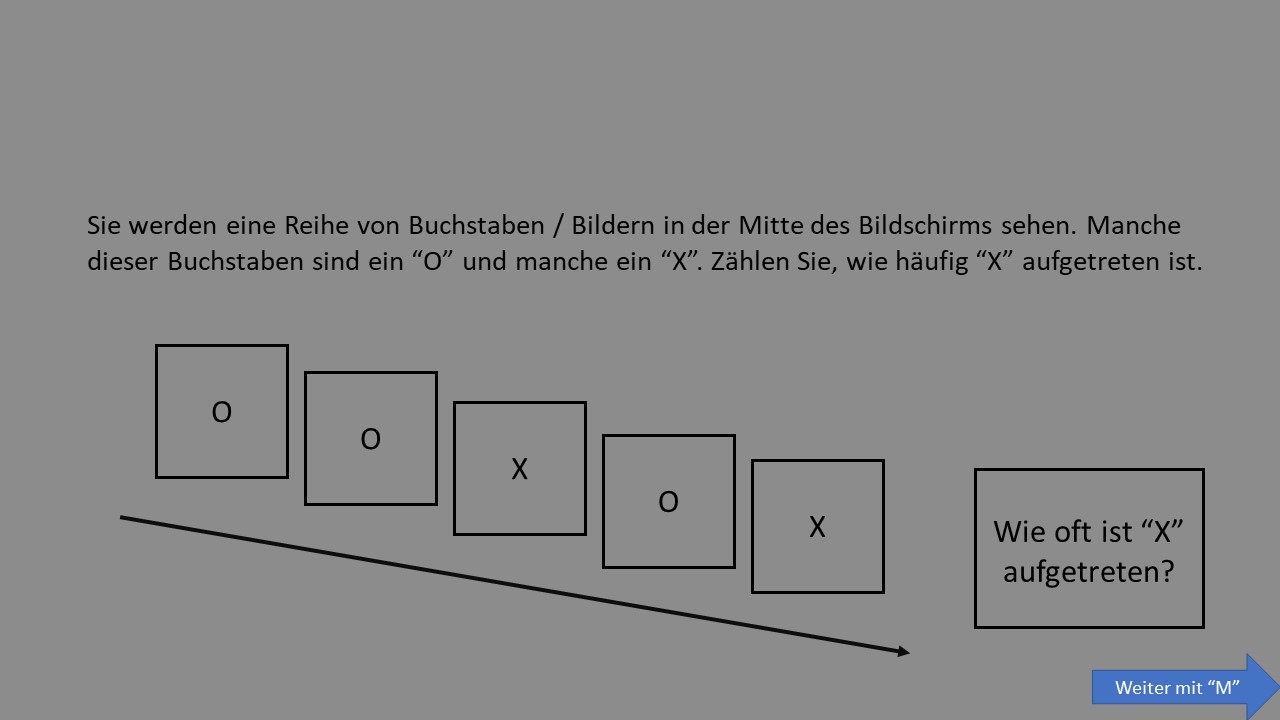 Sie werden eine Reihe von Buchstaben / Bildern in der Mitte des Bildschirms sehen. Manche
dieser Buchstaben sind ein “O” und manche ein “X”. Zählen Sie, wie häufig “X” aufgetreten ist.
O
O
X
O
X
Wie oft ist “X”
aufgetreten?
Weiter mit “M”